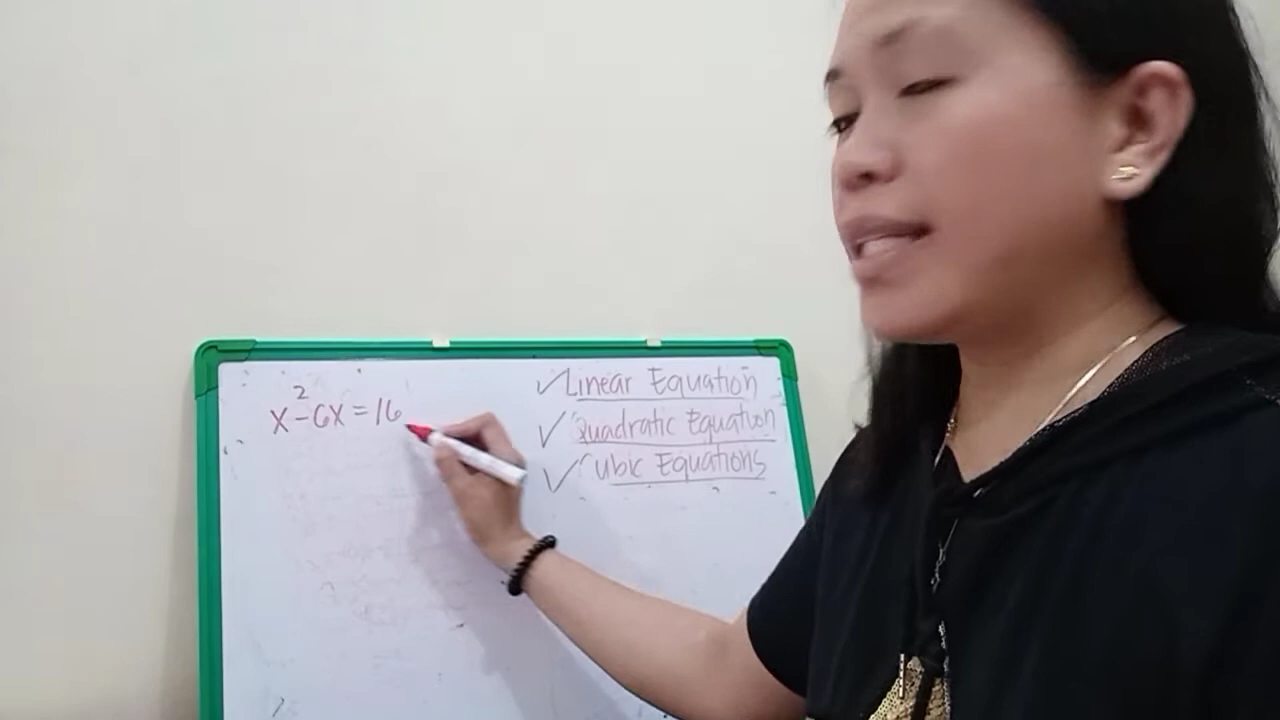 x²-6x=16
✓Linear Equation
✓Quadratic Equation
✓Cubic Equations